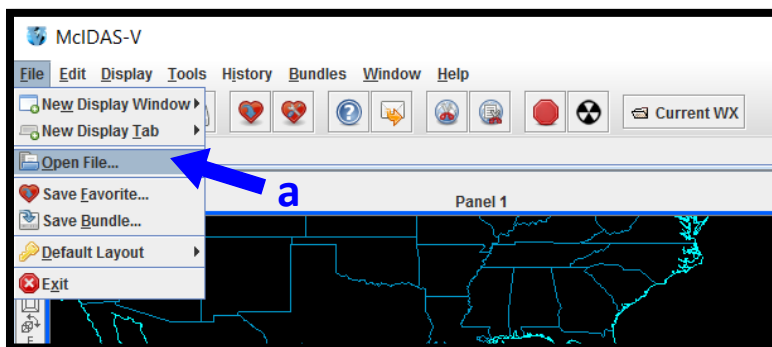 McIDAS-V
File Edit Display Tools History Bundles Window Help
New Display Window
New Display Tab
Current WX
Open File...
a
Save Favorite...
Panel 1
Save Bundle...
Default Layout
Exit
F